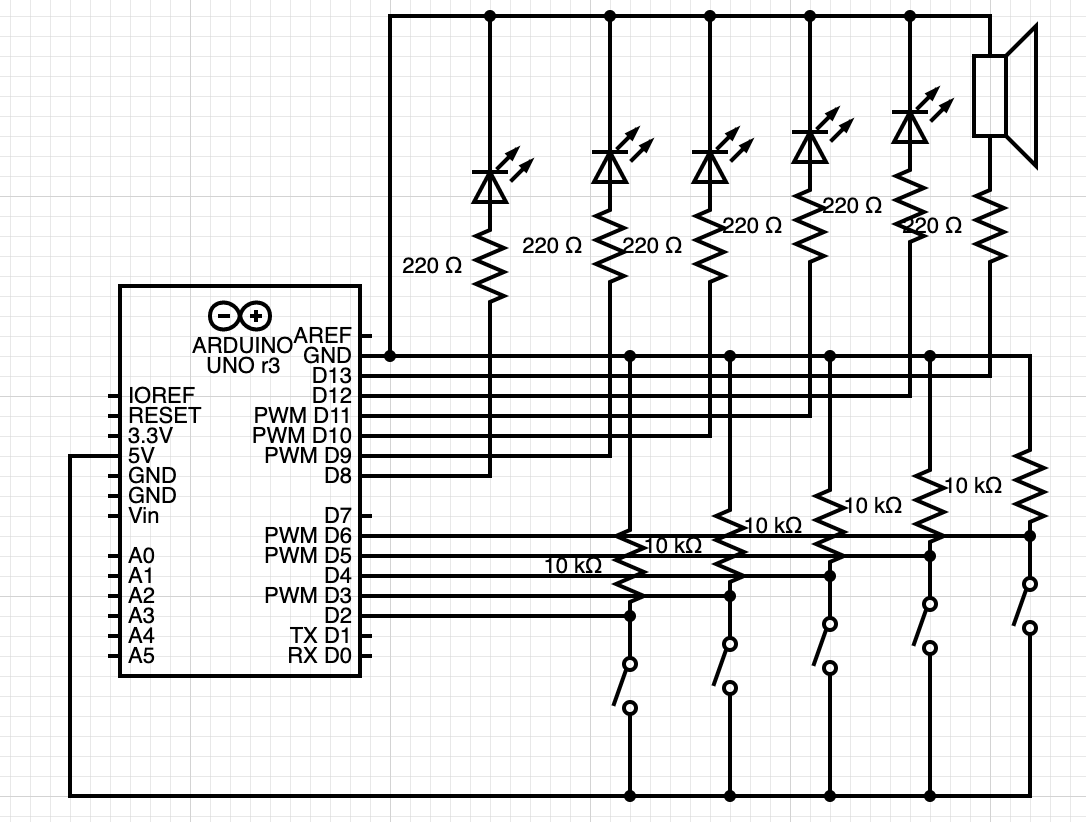 220 Ω
220 Ω
220 Ω
220 Ω
220 Ω
220 Ω
ARDUINO
UNO r3
AREF
GND
D13
D12
PWM D11
PWM D10
PWM D9
D8
D7
PWM D6
PWM D5
D4
PWM D3
D2
TX D1
RX D0
IOREF
RESET
3.3V
5V
GND
GND
Vin
A0
A1
A2
A3
A4
A5
10 kΩ
10 kΩ
10 kΩ
10 kΩ
10 kΩ